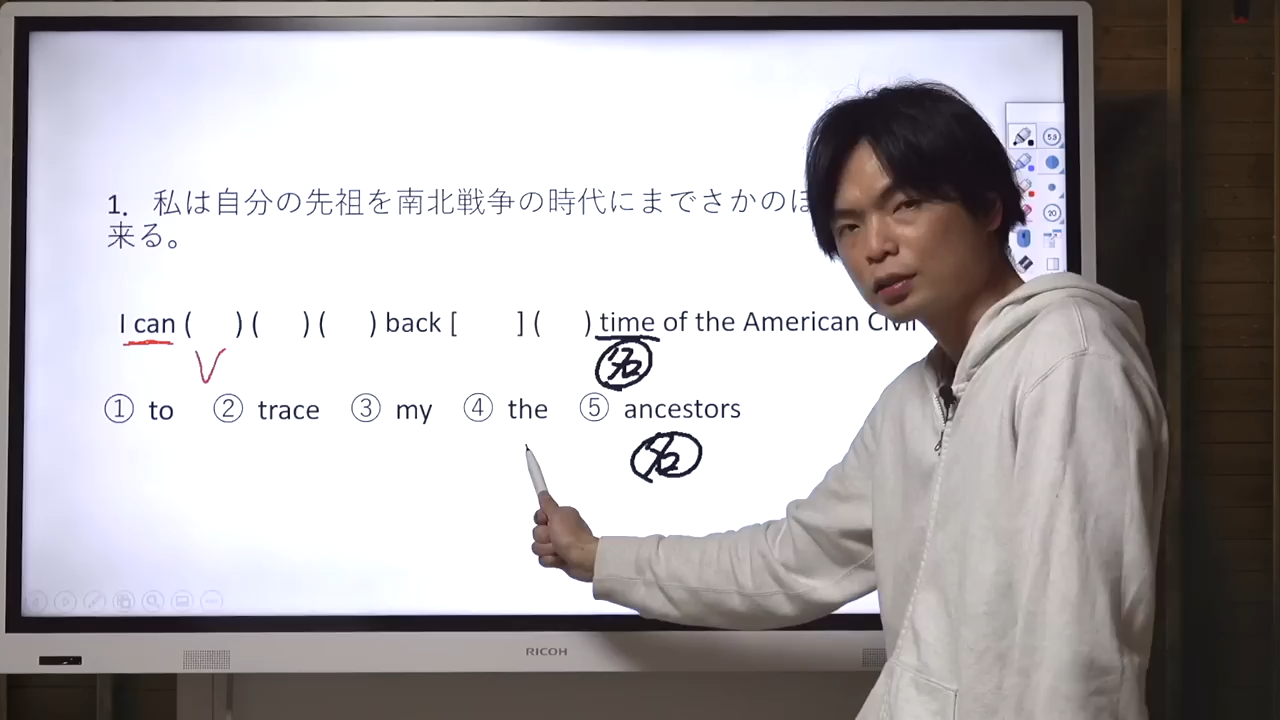 1. 私は自分の先祖を南北戦争の時代にまでさかのぼ
来る。
I can (    ) (    ) (    ) back [    ] (    ) time of the American Civil
V 名
① to ② trace ③ my ④ the ⑤ ancestors
名
RICOH